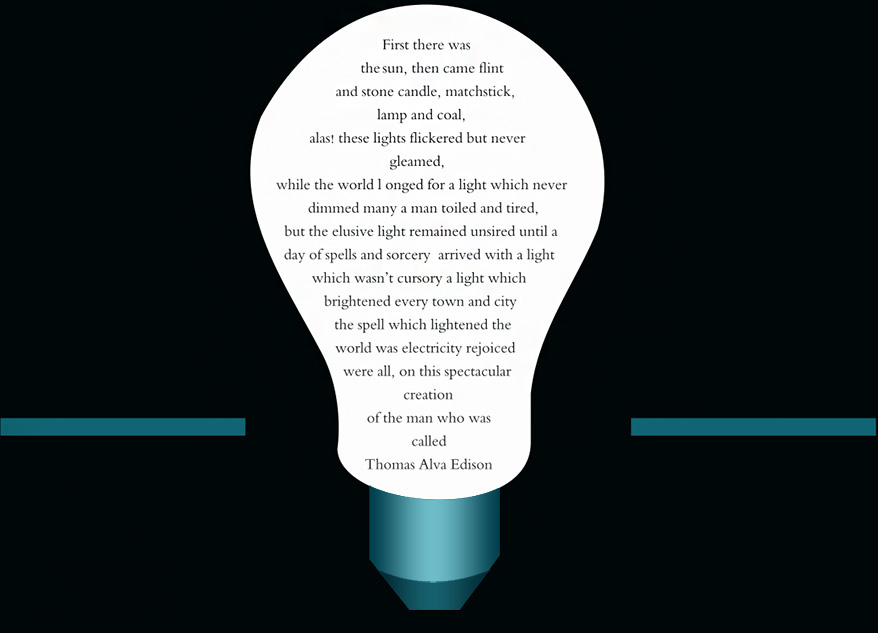 First there was
the sun, then came flint
and stone candle, matchstick,
lamp and coal,
alas! these lights flickered but never
gleamed,
while the world l onged for a light which never
dimmed many a man toiled and tired,
but the elusive light remained unsired until a
day of spells and sorcery arrived with a light
which wasn’t cursory a light which
brightened every town and city
the spell which lightened the
world was electricity rejoiced
were all, on this spectacular
creation
of the man who was
called
Thomas Alva Edison